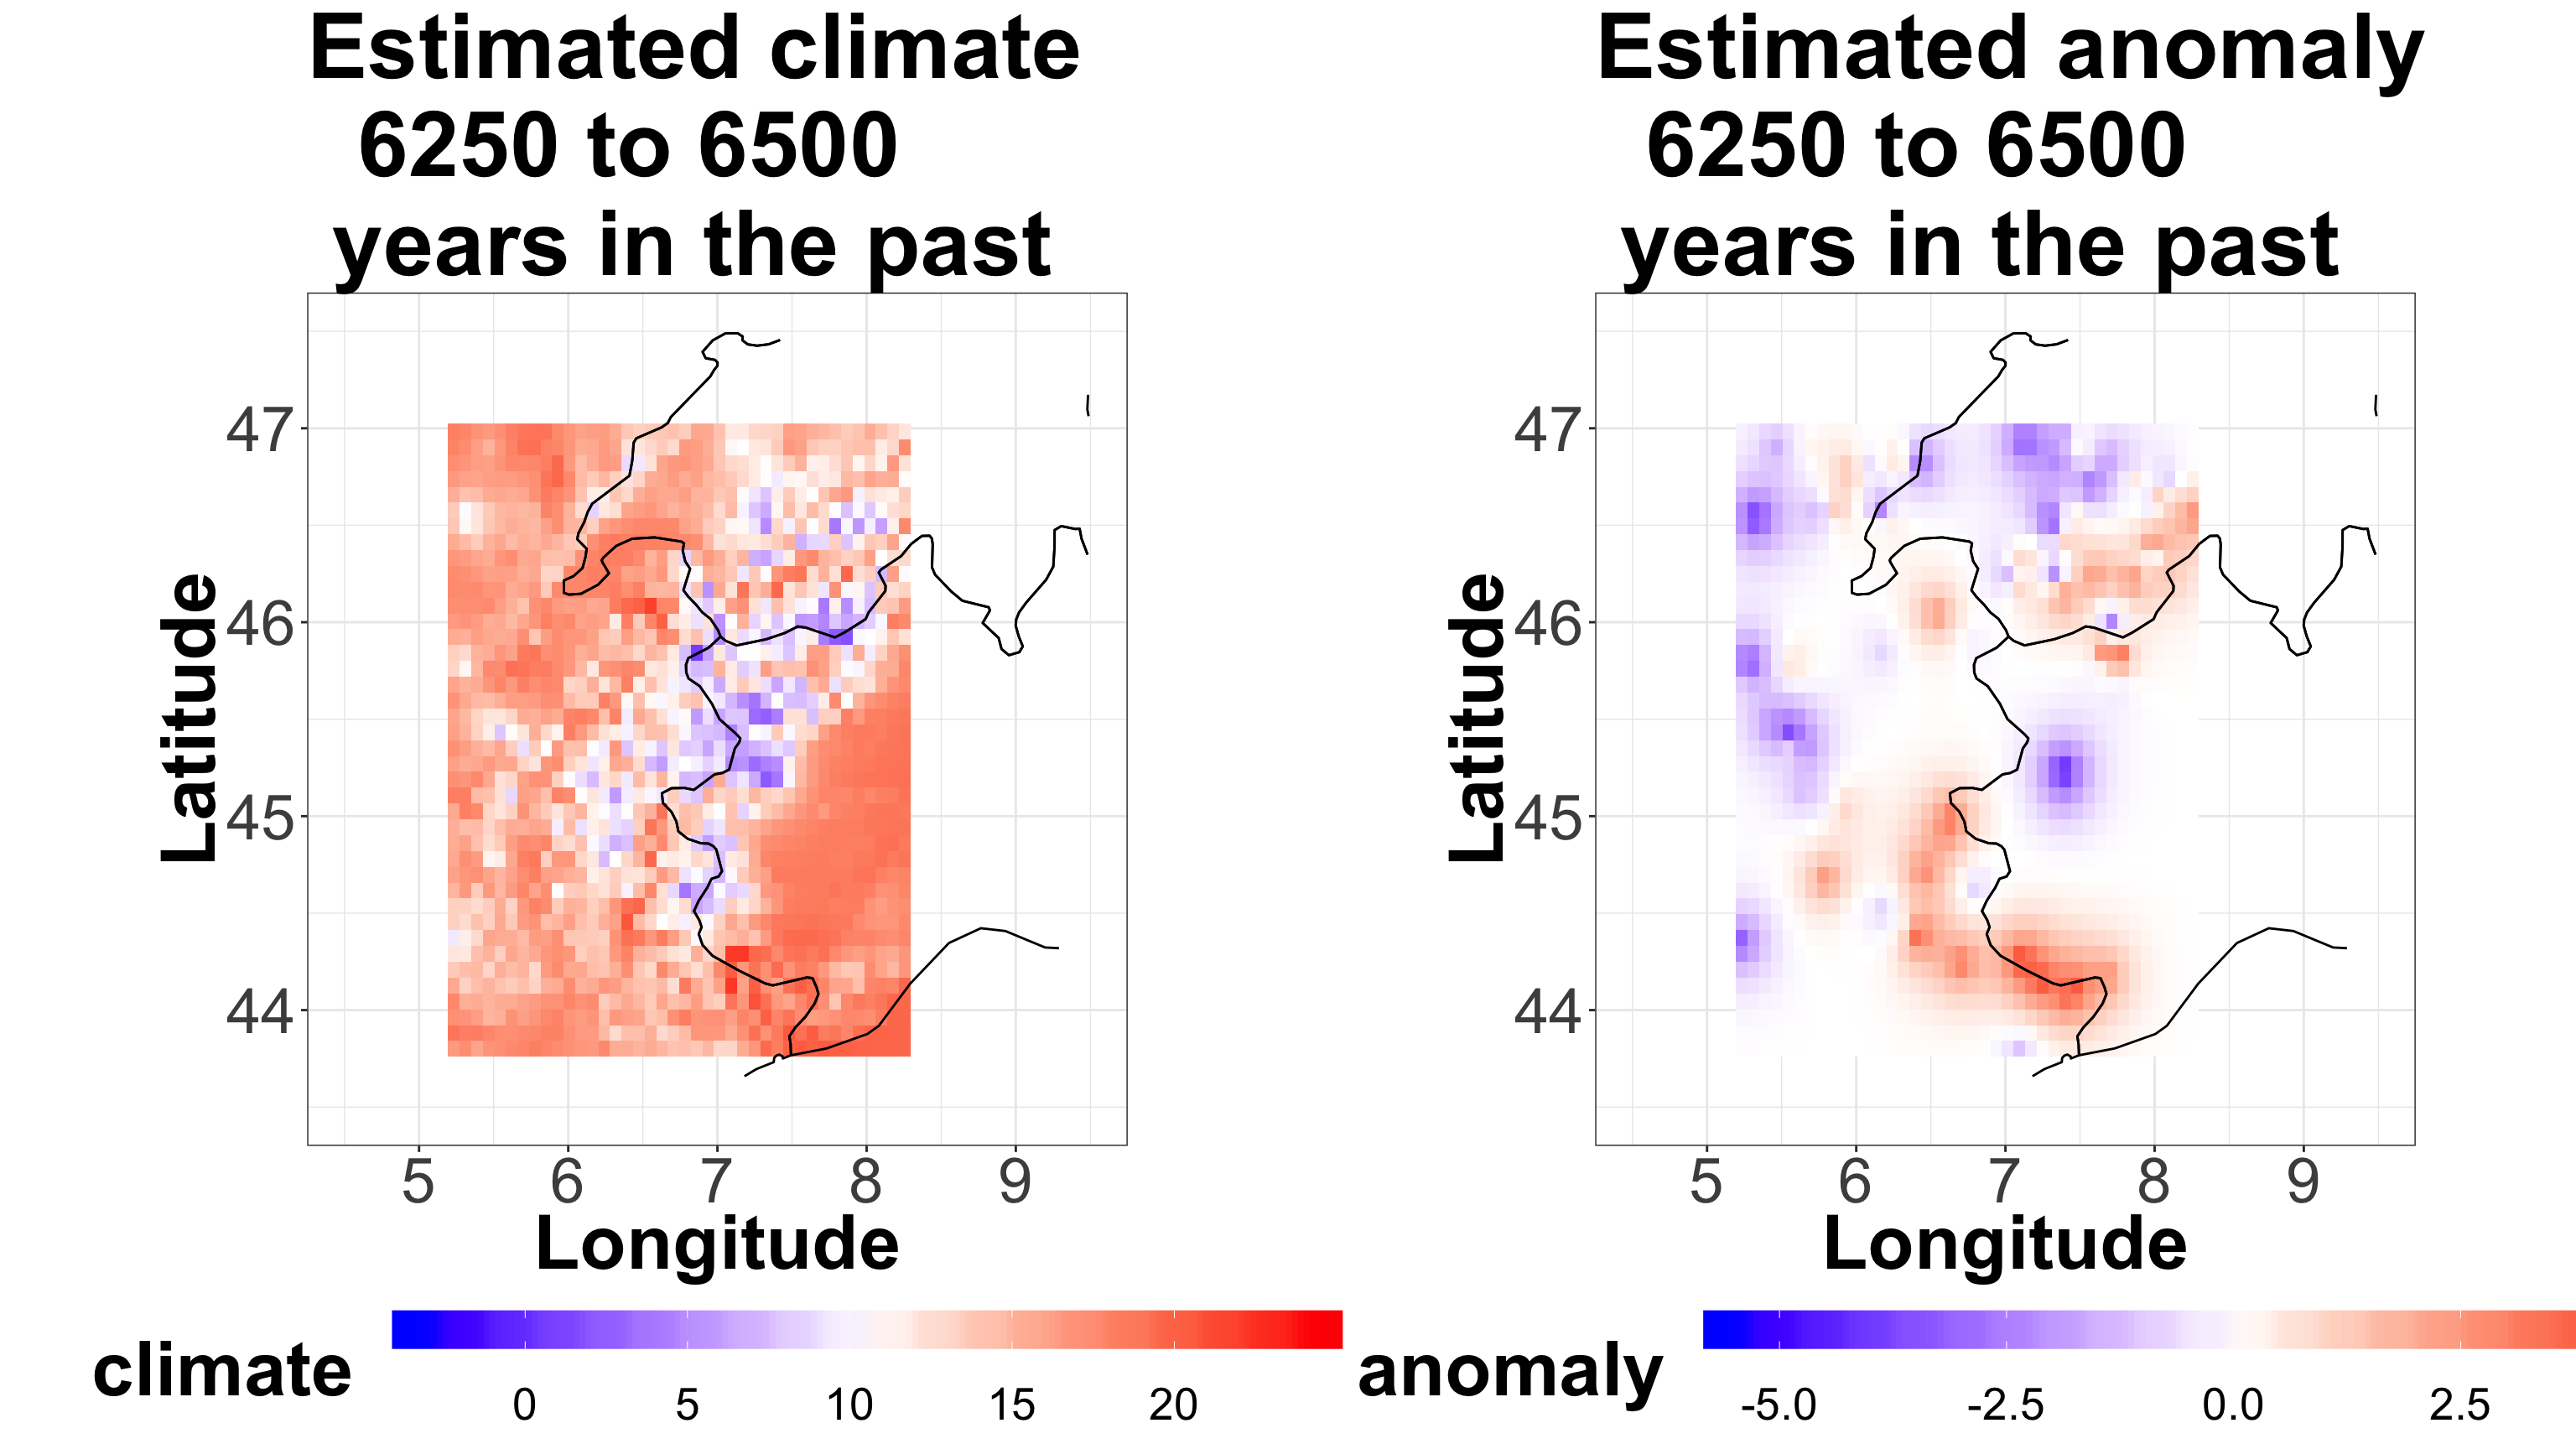 Estimated climate
6250 to 6500
years in the past
47
46
45
44
Latitude
5 6 7 8 9
Longitude
climate
0 5 10 15 20
Estimated anomaly
6250 to 6500
years in the past
47
46
45
44
Latitude
5 6 7 8 9
Longitude
anomaly
-5.0 -2.5 0.0 2.5